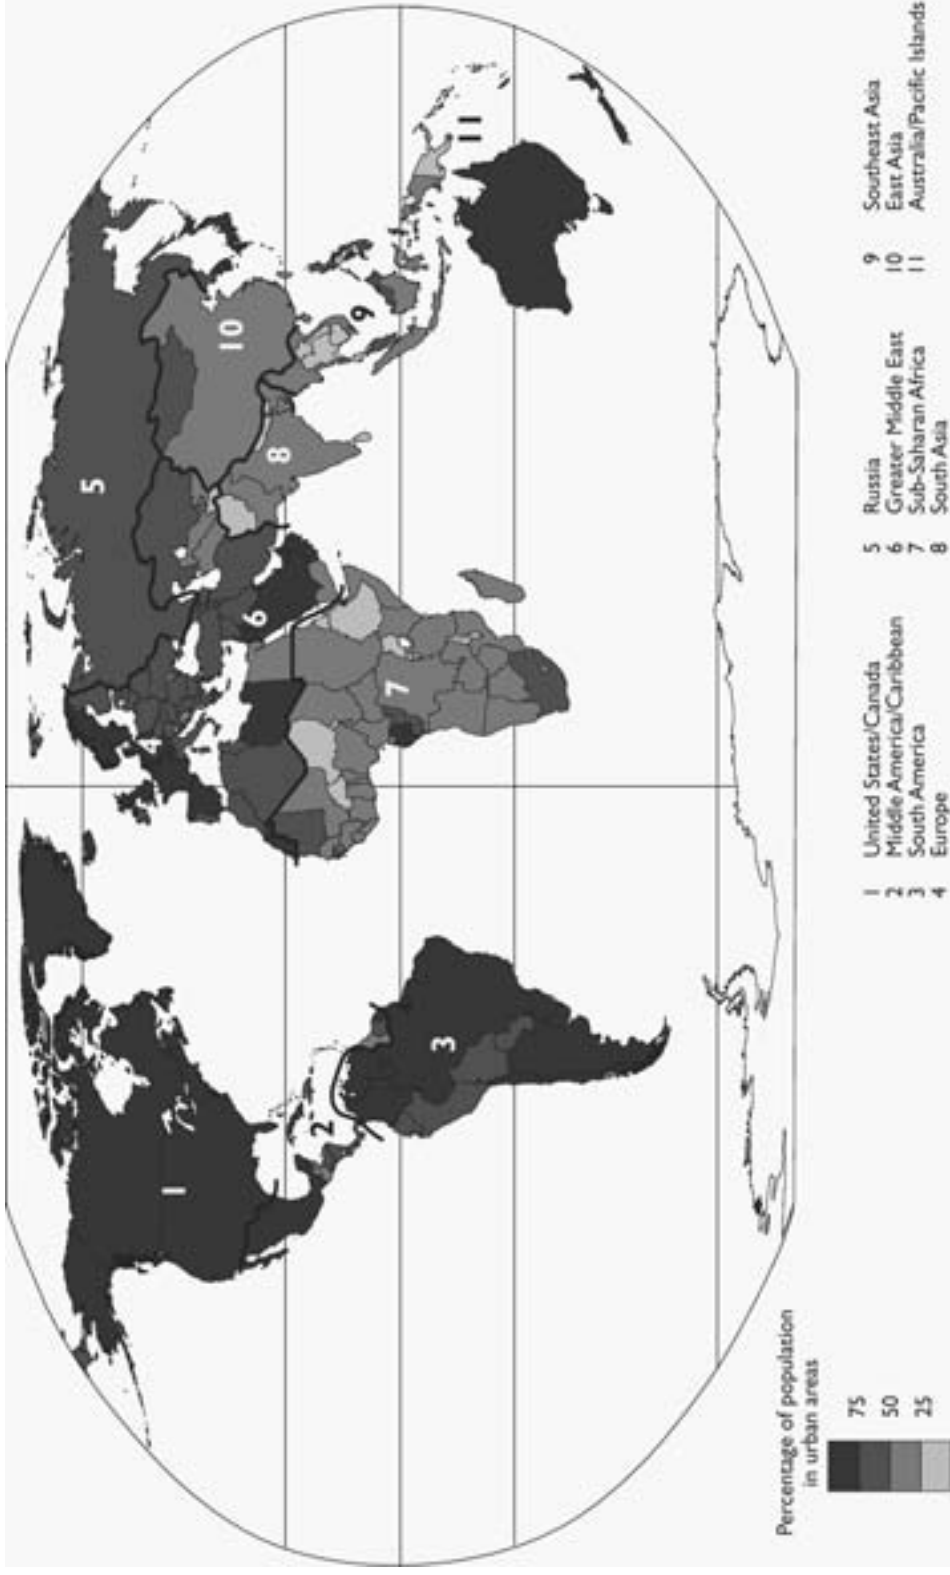 1
2
3
5
6
7
8
9
10
11
Percentage of population
in urban areas
75
50
25
1 United States/Canada
2 Middle America/Caribbean
3 South America
4 Europe
5 Russia
6 Greater Middle East
7 Sub-Saharan Africa
8 South Asia
9 Southeast Asia
10 East Asia
11 Australia/Pacific Islands